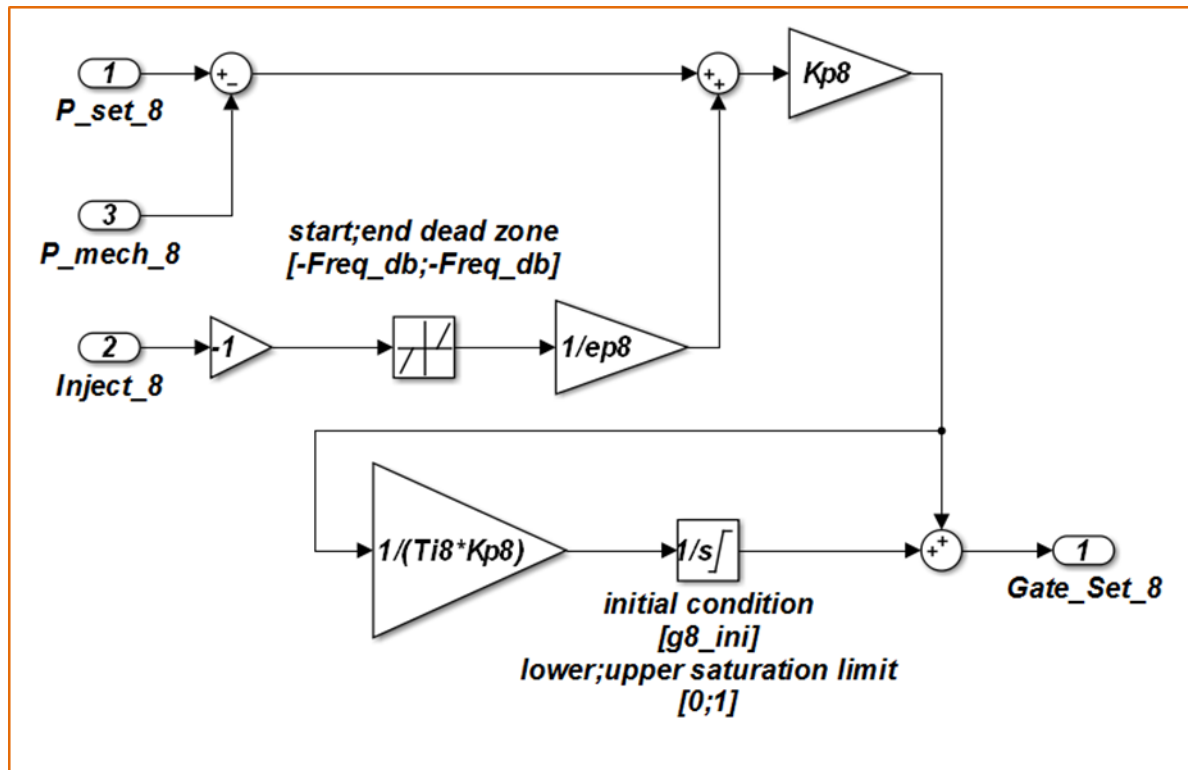 1
P_set_8
+
–
+
+
Kp8
3
P_mech_8
start;end dead zone
[-Freq_db;-Freq_db]
2
Inject_8
-1
1/ep8
1/(Ti8*Kp8)
1/s
+
+
1
Gate_Set_8
initial condition
[g8_ini]
lower;upper saturation limit
[0;1]